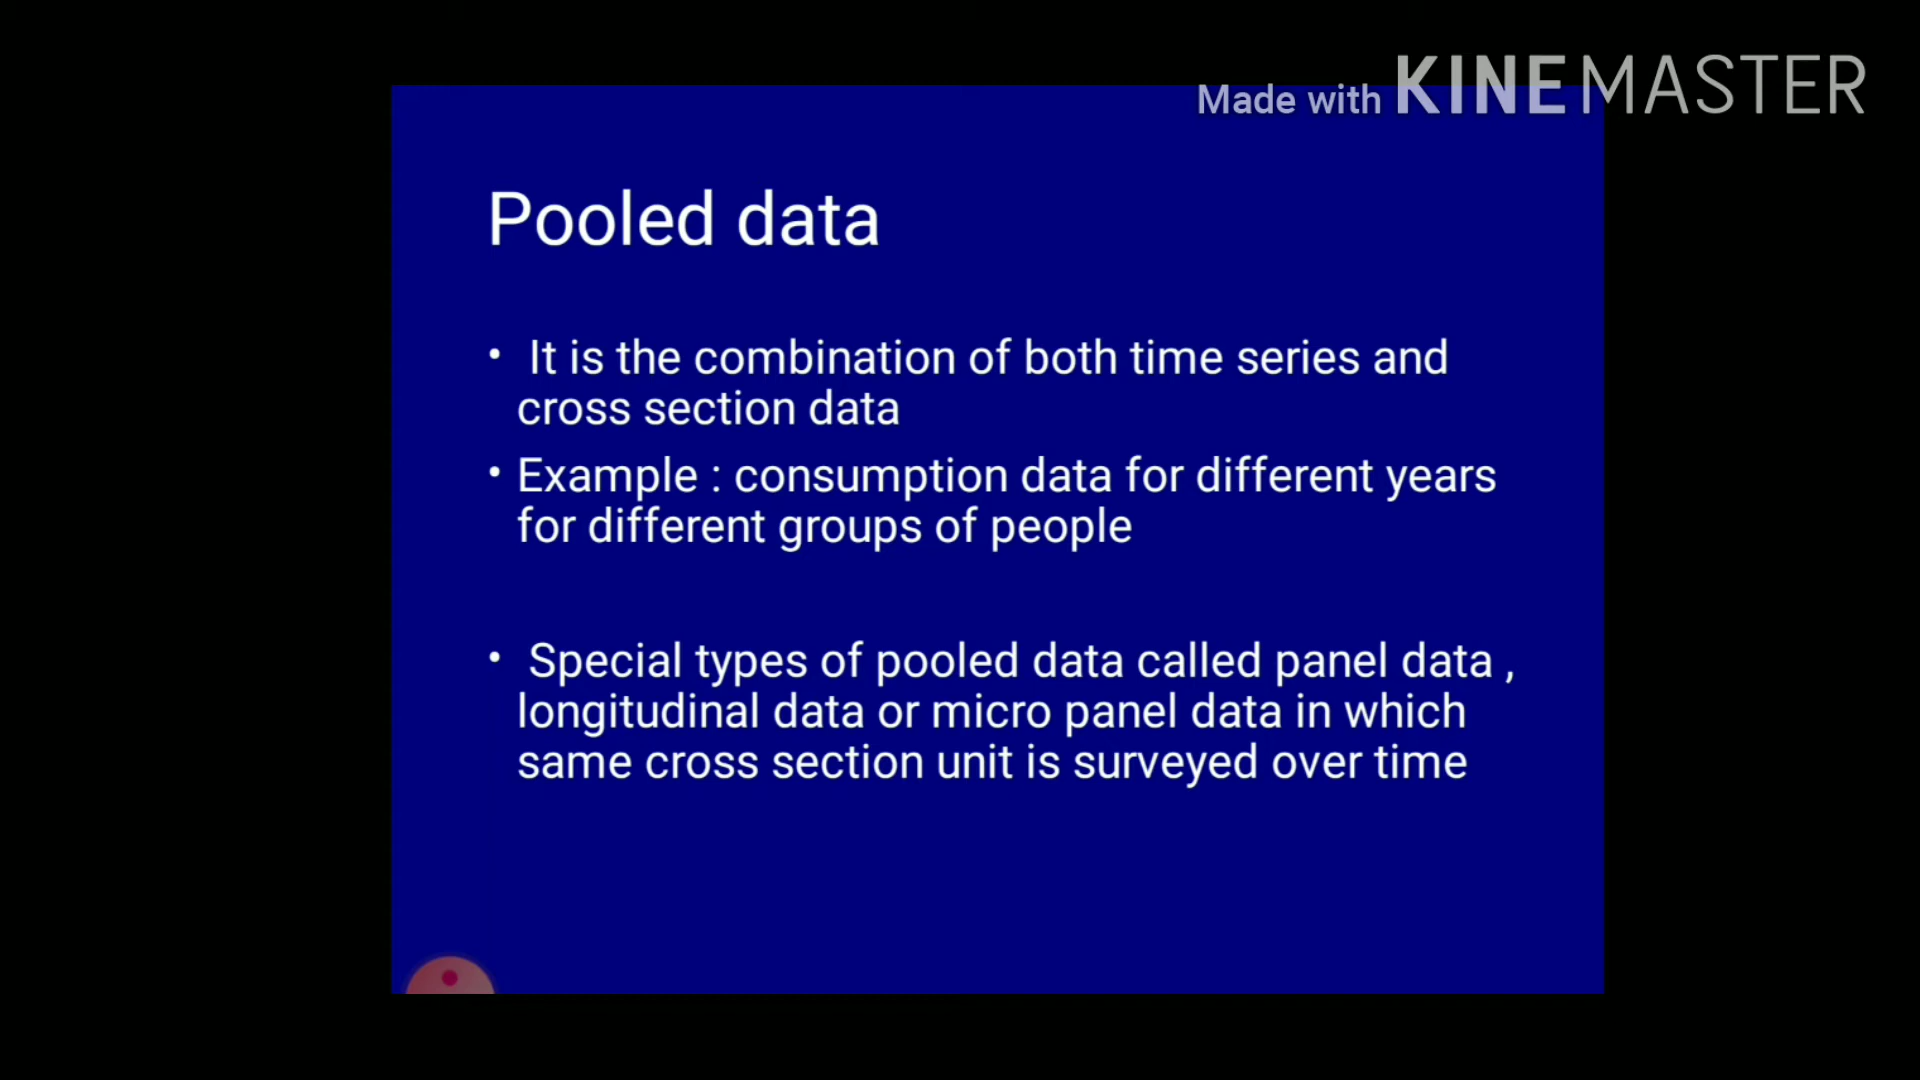 Made with KINEMASTER
Pooled data
• It is the combination of both time series and
cross section data
• Example : consumption data for different years
for different groups of people
• Special types of pooled data called panel data ,
longitudinal data or micro panel data in which
same cross section unit is surveyed over time